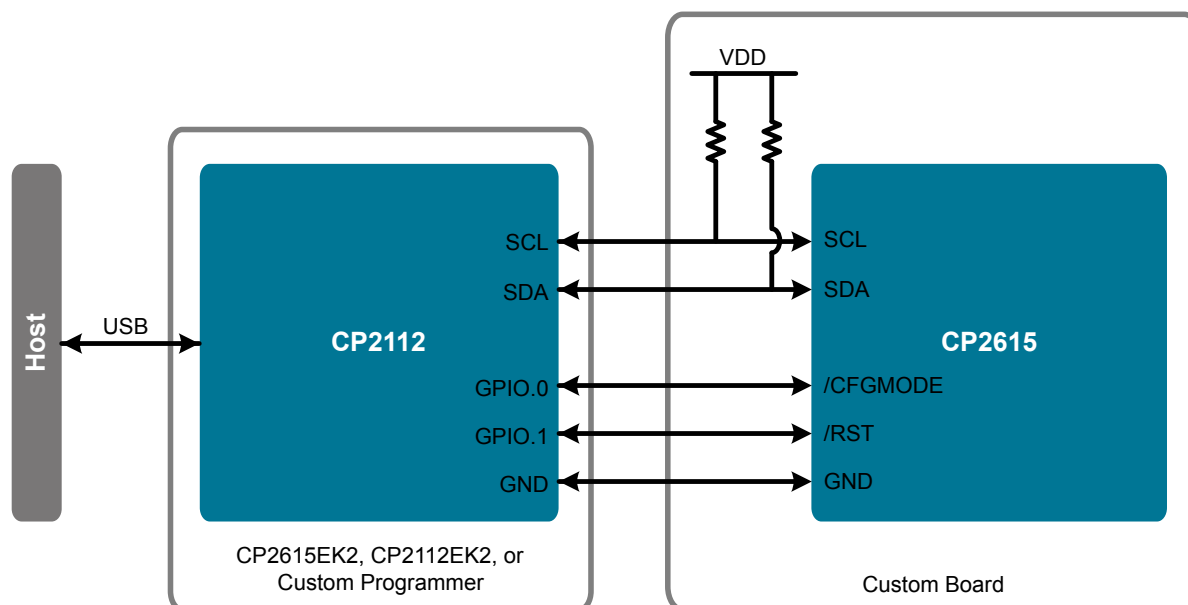 VDD
Host
USB
CP2112
SCL
SDA
GPIO.0
GPIO.1
GND
CP2615
SCL
SDA
/CFGMODE
/RST
GND
CP2615EK2, CP2112EK2, or
Custom Programmer
Custom Board